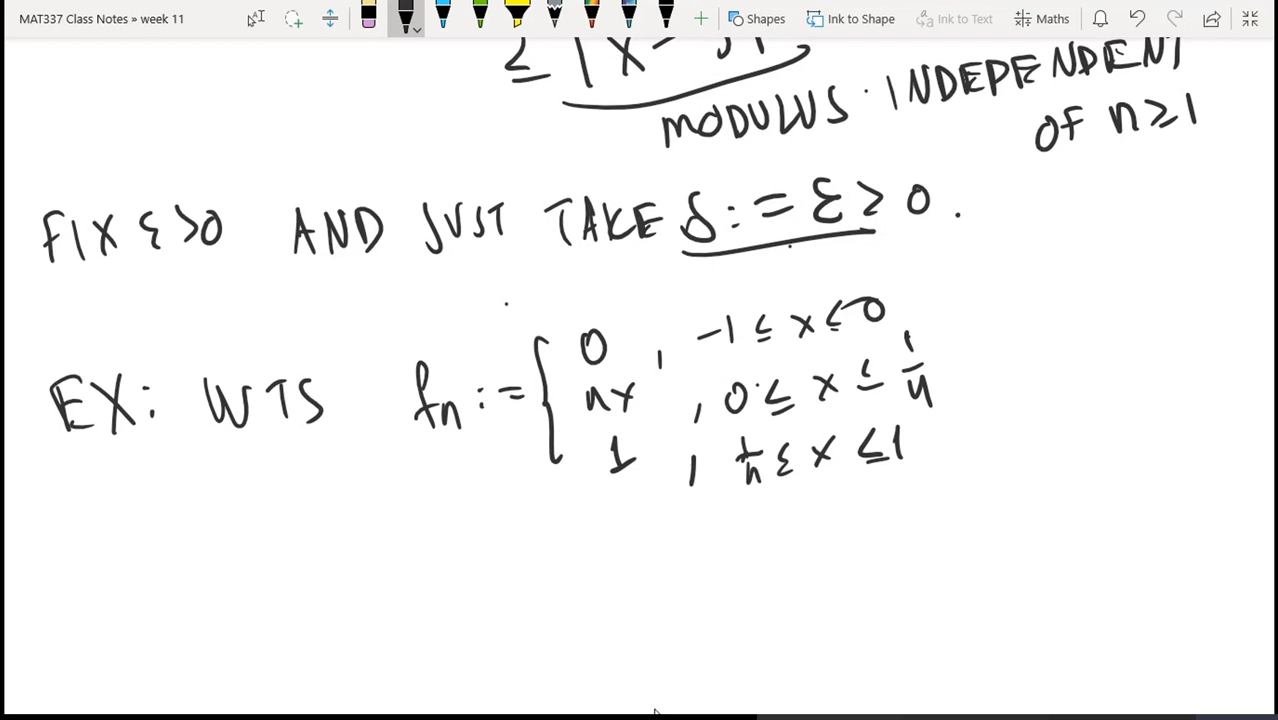 MAT337 Class Notes » week 11
Shapes
Ink to Shape
Ink to Text
Maths
≤ |x - y|
MODULUS INDEPENDENT
OF n≥1
FIX ε>0 AND JUST TAKE δ:=ε≥0.
EX: WTS fn := {
0, -1 ≤ x ≤ 0
nx, 0 ≤ x ≤ 1/n
1, 1/n ≤ x ≤ 1